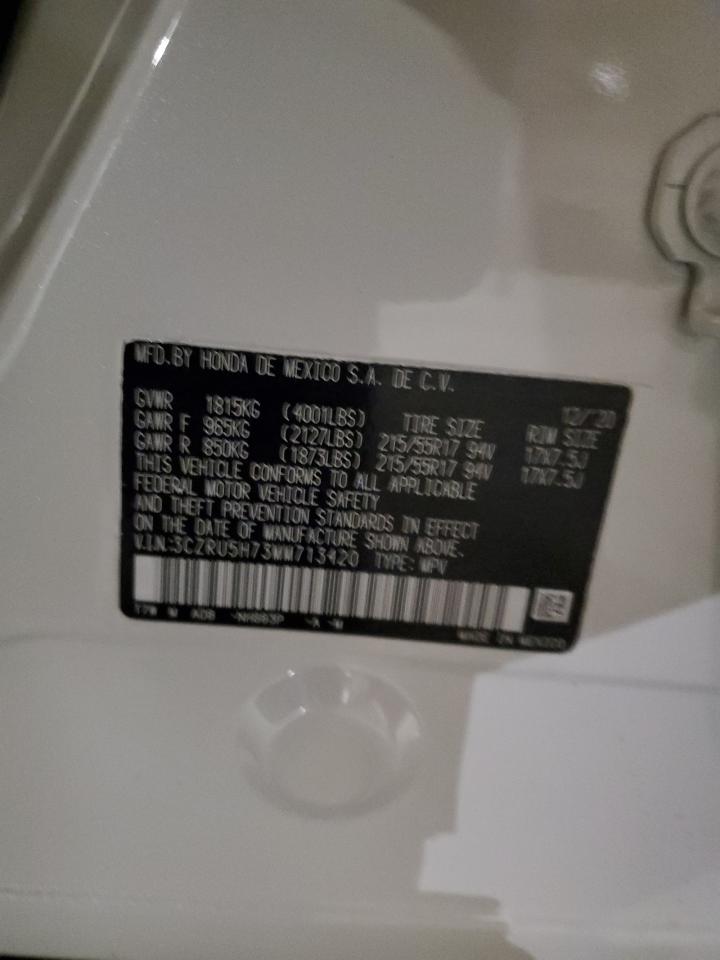 MFD.BY HONDA DE MEXICO S.A. DE C.V.
12/'20
GVWR 1815KG (4001LBS) TIRE SIZE RIM SIZE
GAWR F 965KG (2127LBS) 215/55R17 94V 17X7.5J
GAWR R 850KG (1873LBS) 215/55R17 94V 17X7.5J
THIS VEHICLE CONFORMS TO ALL APPLICABLE
FEDERAL MOTOR VEHICLE SAFETY
AND THEFT PREVENTION STANDARDS IN EFFECT
ON THE DATE OF MANUFACTURE SHOWN ABOVE.
V.I.N:3CZRU5H73MM713420 TYPE: MPV
-NH883P -A -M
MADE IN MEXICO